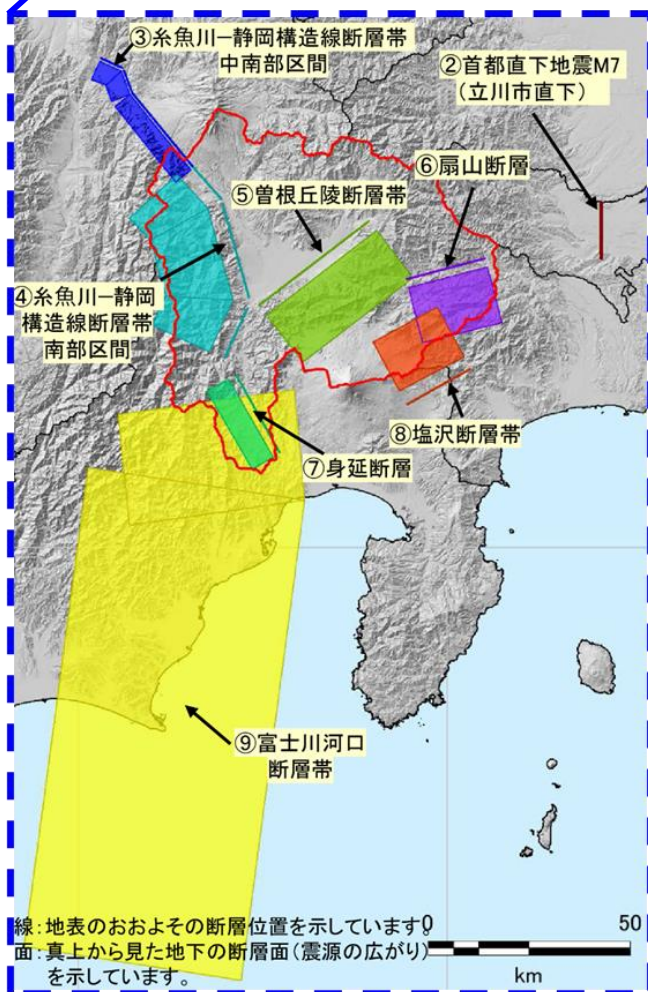 ③糸魚川ー静岡構造線断層帯
中南部区間
②首都直下地震M7
(立川市直下)
⑥扇山断層
⑤曽根丘陵断層帯
④糸魚川ー静岡
構造線断層帯
南部区間
⑧塩沢断層帯
⑦身延断層
⑨富士川河口
断層帯
線:地表のおおよその断層位置を示しています。
面:真上から見た地下の断層面(震源の広がり)
を示しています。
0 50
km